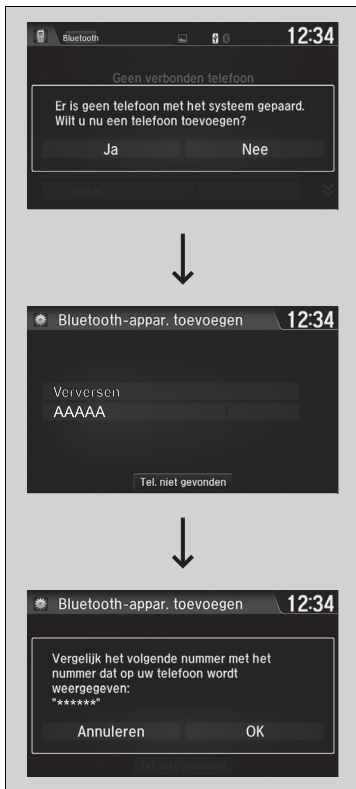 Bluetooth
12:34
Geen verbonden telefoon
Er is geen telefoon met het systeem gepaard.
Wilt u nu een telefoon toevoegen?
Ja Nee
****
Bluetooth-appar. toevoegen 12:34
Verversen
AAAAA
Tel. niet gevonden
Bluetooth-appar. toevoegen 12:34
Vergelijk het volgende nummer met het
nummer dat op uw telefoon wordt
weergegeven:
"******"
Annuleren OK
Tel. niet gevonden